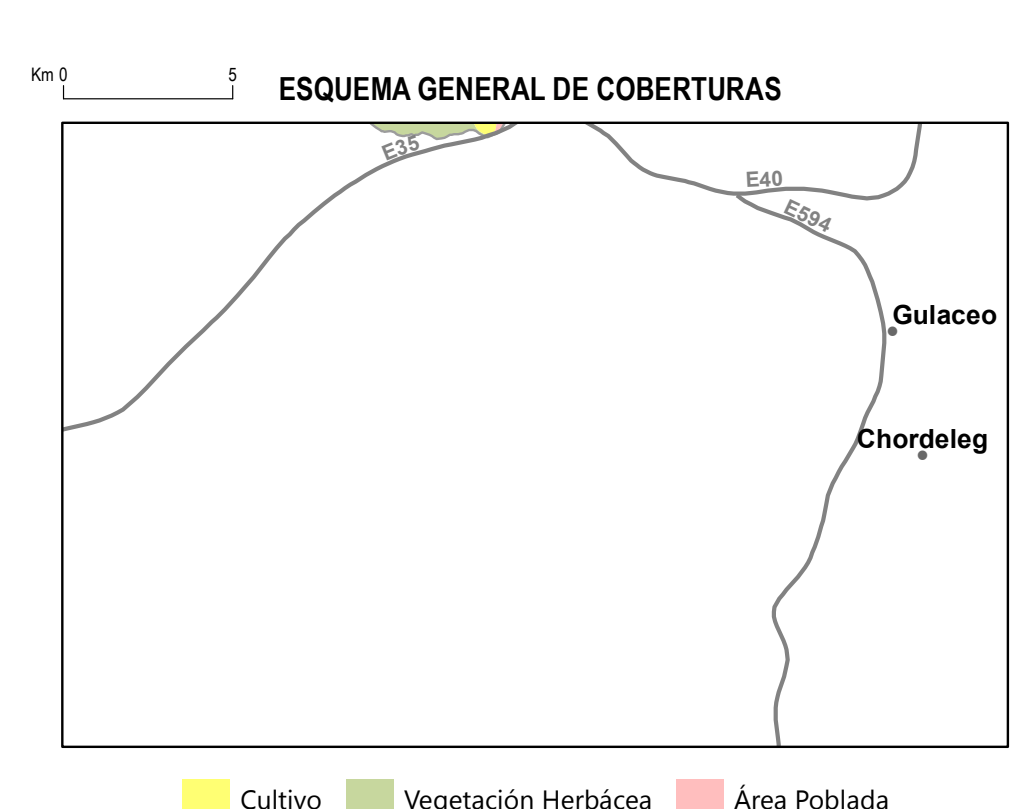 Km 0 5
ESQUEMA GENERAL DE COBERTURAS
E35
E40
E594
Gulaceo
Chordeleg
Cultivo Vegetación Herbácea Área Poblada